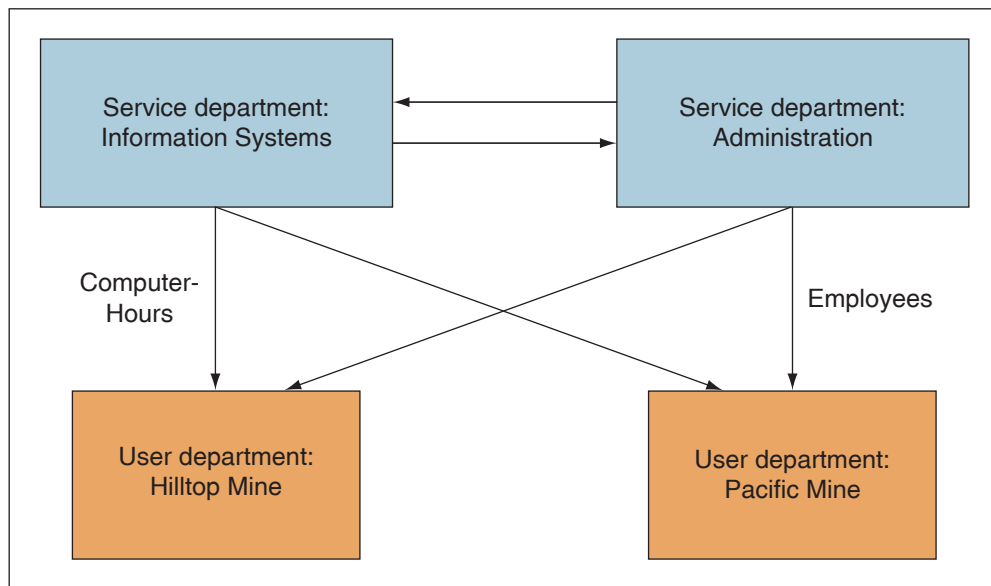 Service department:
Information Systems
Service department:
Administration
Computer-
Hours
Employees
User department:
Hilltop Mine
User department:
Pacific Mine